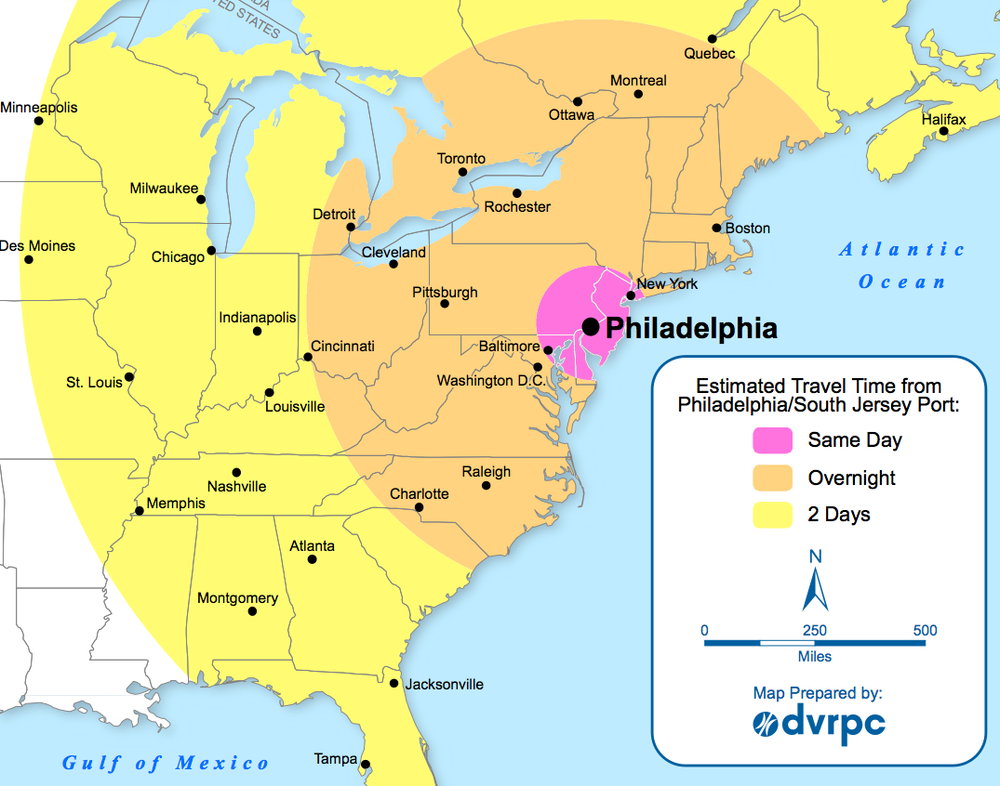 DA
TED STATES
Quebec
Montreal
Minneapolis
Ottawa
Halifax
Toronto
Milwaukee
Rochester
Detroit
Boston
Des Moines
Chicago
Cleveland
Atlantic
Ocean
New York
Pittsburgh
Indianapolis
Philadelphia
Cincinnati
Baltimore
St. Louis
Washington D.C.
Louisville
Estimated Travel Time from
Philadelphia/South Jersey Port:
Same Day
Overnight
2 Days
Nashville
Raleigh
Charlotte
Memphis
Atlanta
Montgomery
N
0 250 500
Miles
Jacksonville
Map Prepared by:
dvrpc
Tampa
Gulf of Mexico